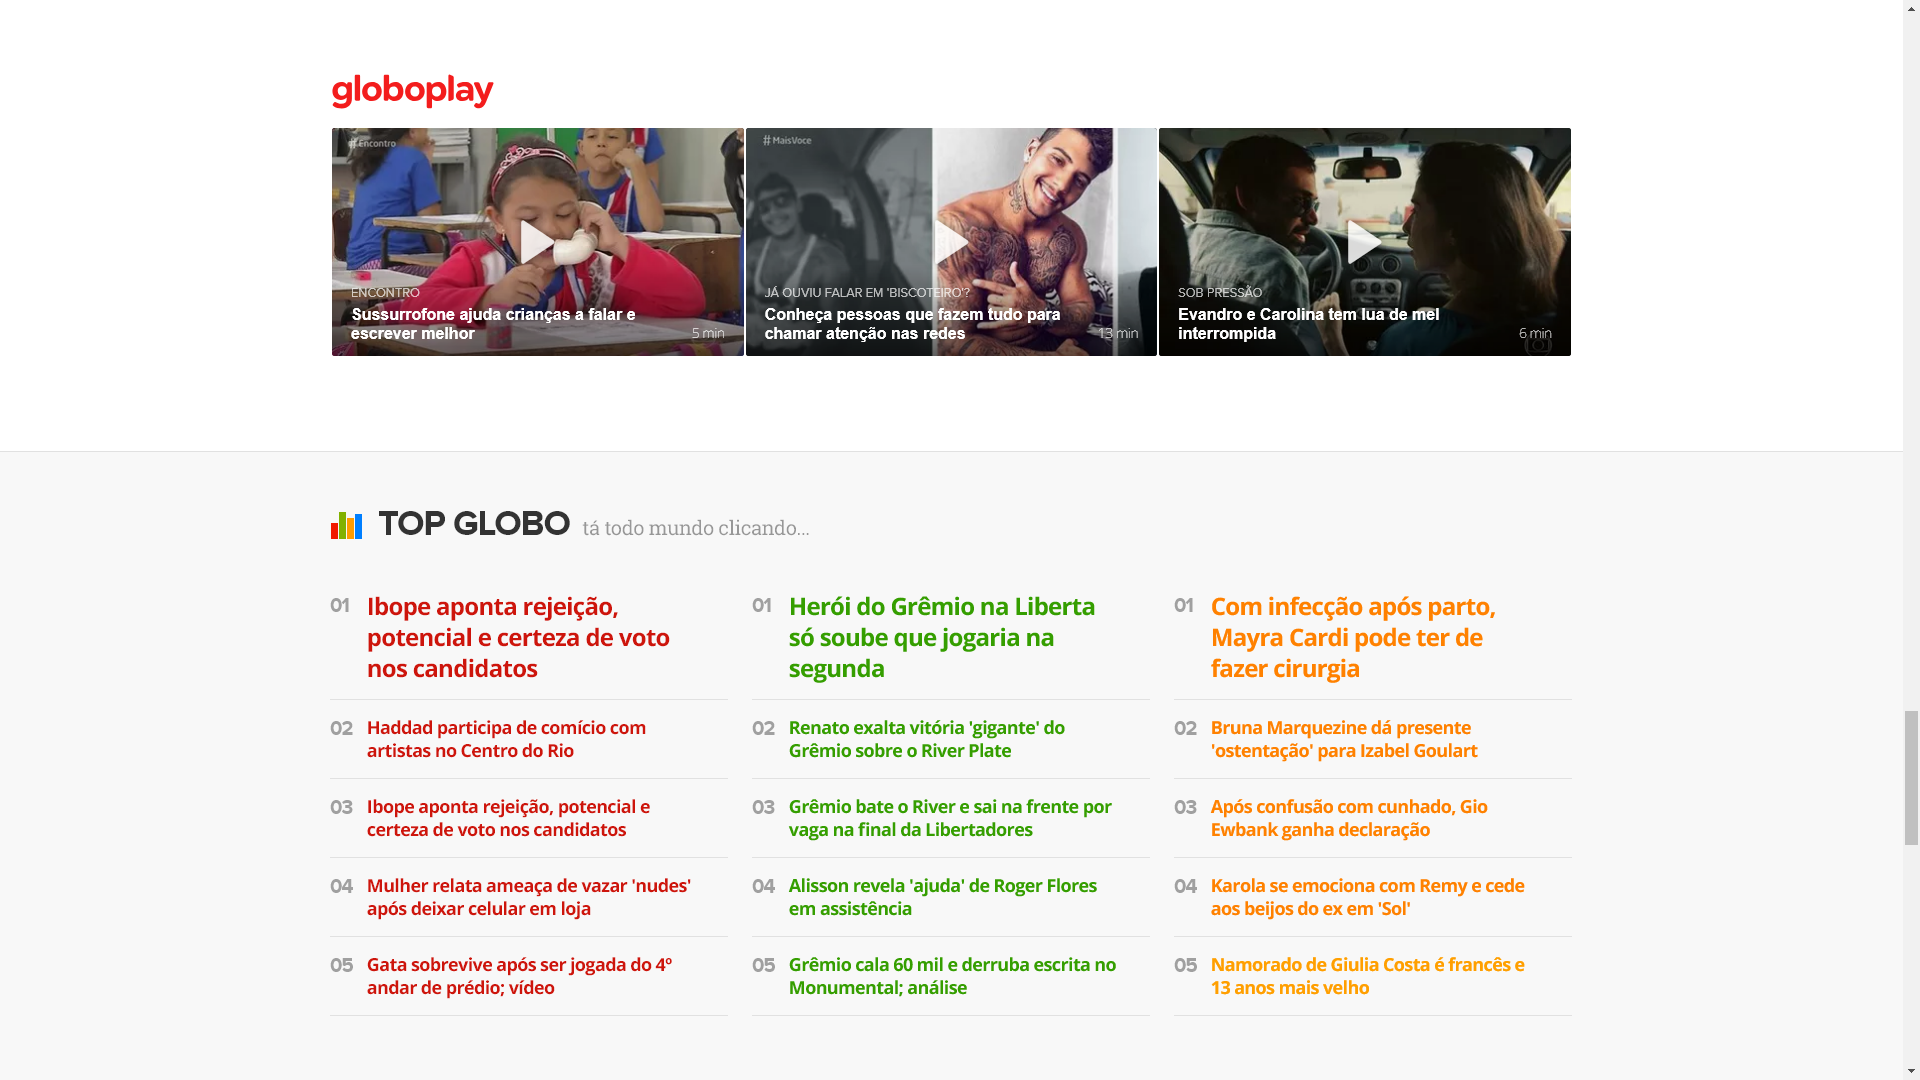 globoplay
#Encontro
ENCONTRO
Sussurrofone ajuda crianças a falar e
escrever melhor
5 min
#MaisVoce
JÁ OUVIU FALAR EM 'BISCOTEIRO'?
Conheça pessoas que fazem tudo para
chamar atenção nas redes
13 min
SOB PRESSÃO
Evandro e Carolina tem lua de mel
interrompida
6 min
TOP GLOBO tá todo mundo clicando...
01 Ibope aponta rejeição,
potencial e certeza de voto
nos candidatos
02 Haddad participa de comício com
artistas no Centro do Rio
03 Ibope aponta rejeição, potencial e
certeza de voto nos candidatos
04 Mulher relata ameaça de vazar 'nudes'
após deixar celular em loja
05 Gata sobrevive após ser jogada do 4º
andar de prédio; vídeo
01 Herói do Grêmio na Liberta
só soube que jogaria na
segunda
02 Renato exalta vitória 'gigante' do
Grêmio sobre o River Plate
03 Grêmio bate o River e sai na frente por
vaga na final da Libertadores
04 Alisson revela 'ajuda' de Roger Flores
em assistência
05 Grêmio cala 60 mil e derruba escrita no
Monumental; análise
01 Com infecção após parto,
Mayra Cardi pode ter de
fazer cirurgia
02 Bruna Marquezine dá presente
'ostentação' para Izabel Goulart
03 Após confusão com cunhado, Gio
Ewbank ganha declaração
04 Karola se emociona com Remy e cede
aos beijos do ex em 'Sol'
05 Namorado de Giulia Costa é francês e
13 anos mais velho